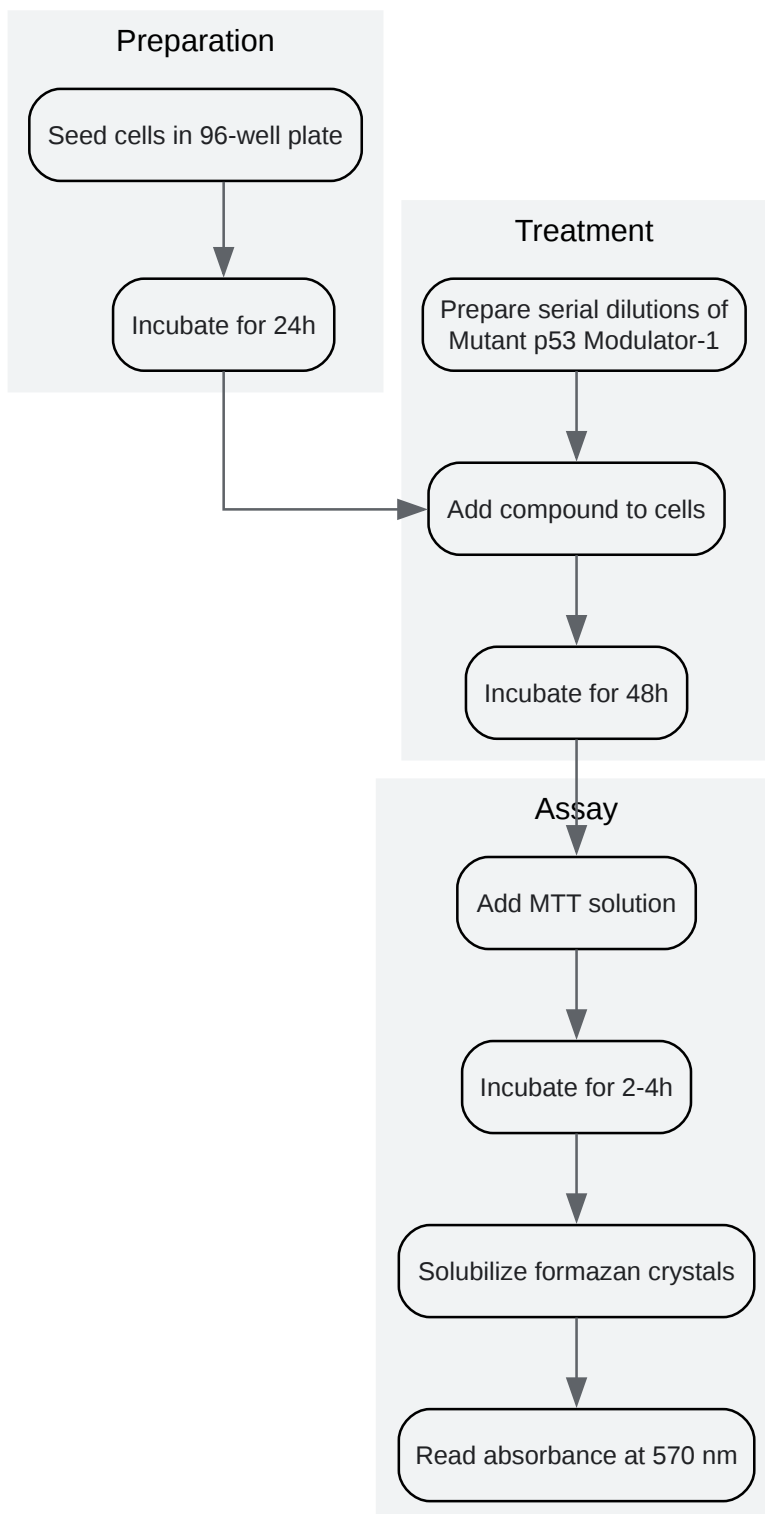 Preparation
Seed cells in 96-well plate
Incubate for 24h
Treatment
Prepare serial dilutions of
Mutant p53 Modulator-1
Add compound to cells
Incubate for 48h
Assay
Add MTT solution
Incubate for 2-4h
Solubilize formazan crystals
Read absorbance at 570 nm